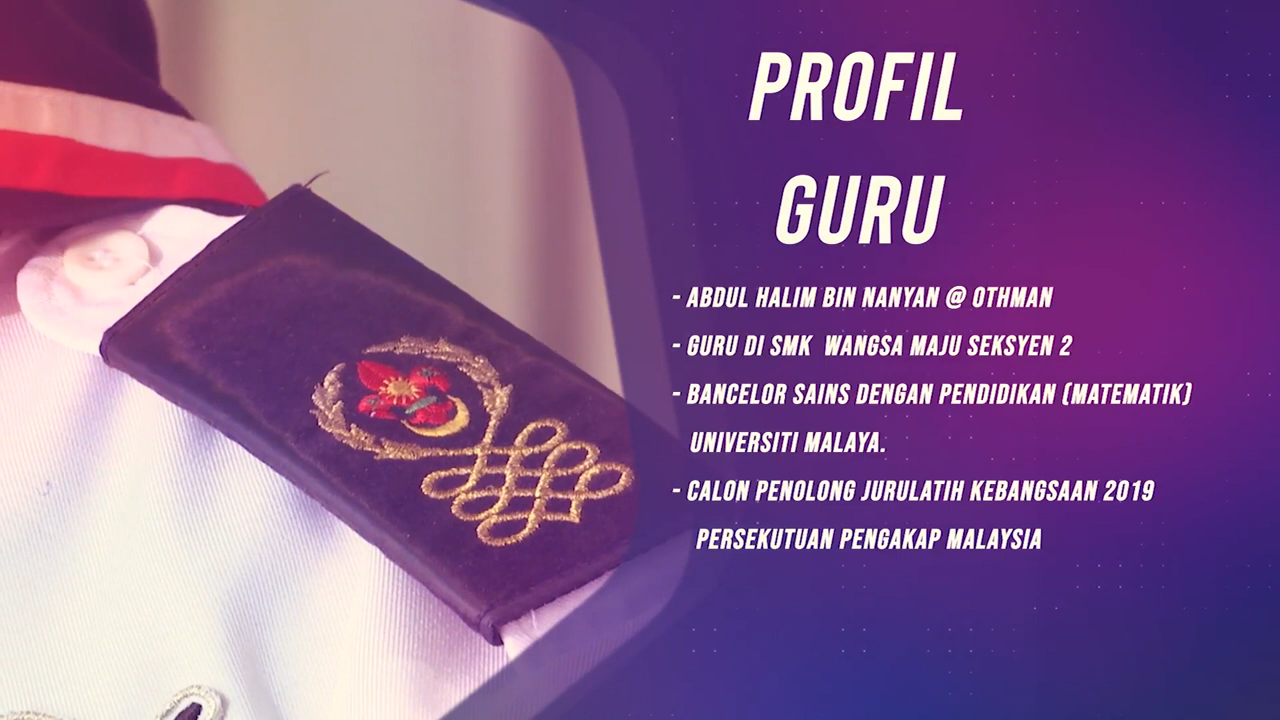 PROFIL
GURU
- ABDUL HALIM BIN NANYAN @ OTHMAN
- GURU DI SMK WANGSA MAJU SEKSYEN 2
- BANCELOR SAINS DENGAN PENDIDIKAN (MATEMATIK)
UNIVERSITI MALAYA.
- CALON PENOLONG JURULATIH KEBANGSAAN 2019
PERSEKUTUAN PENGAKAP MALAYSIA